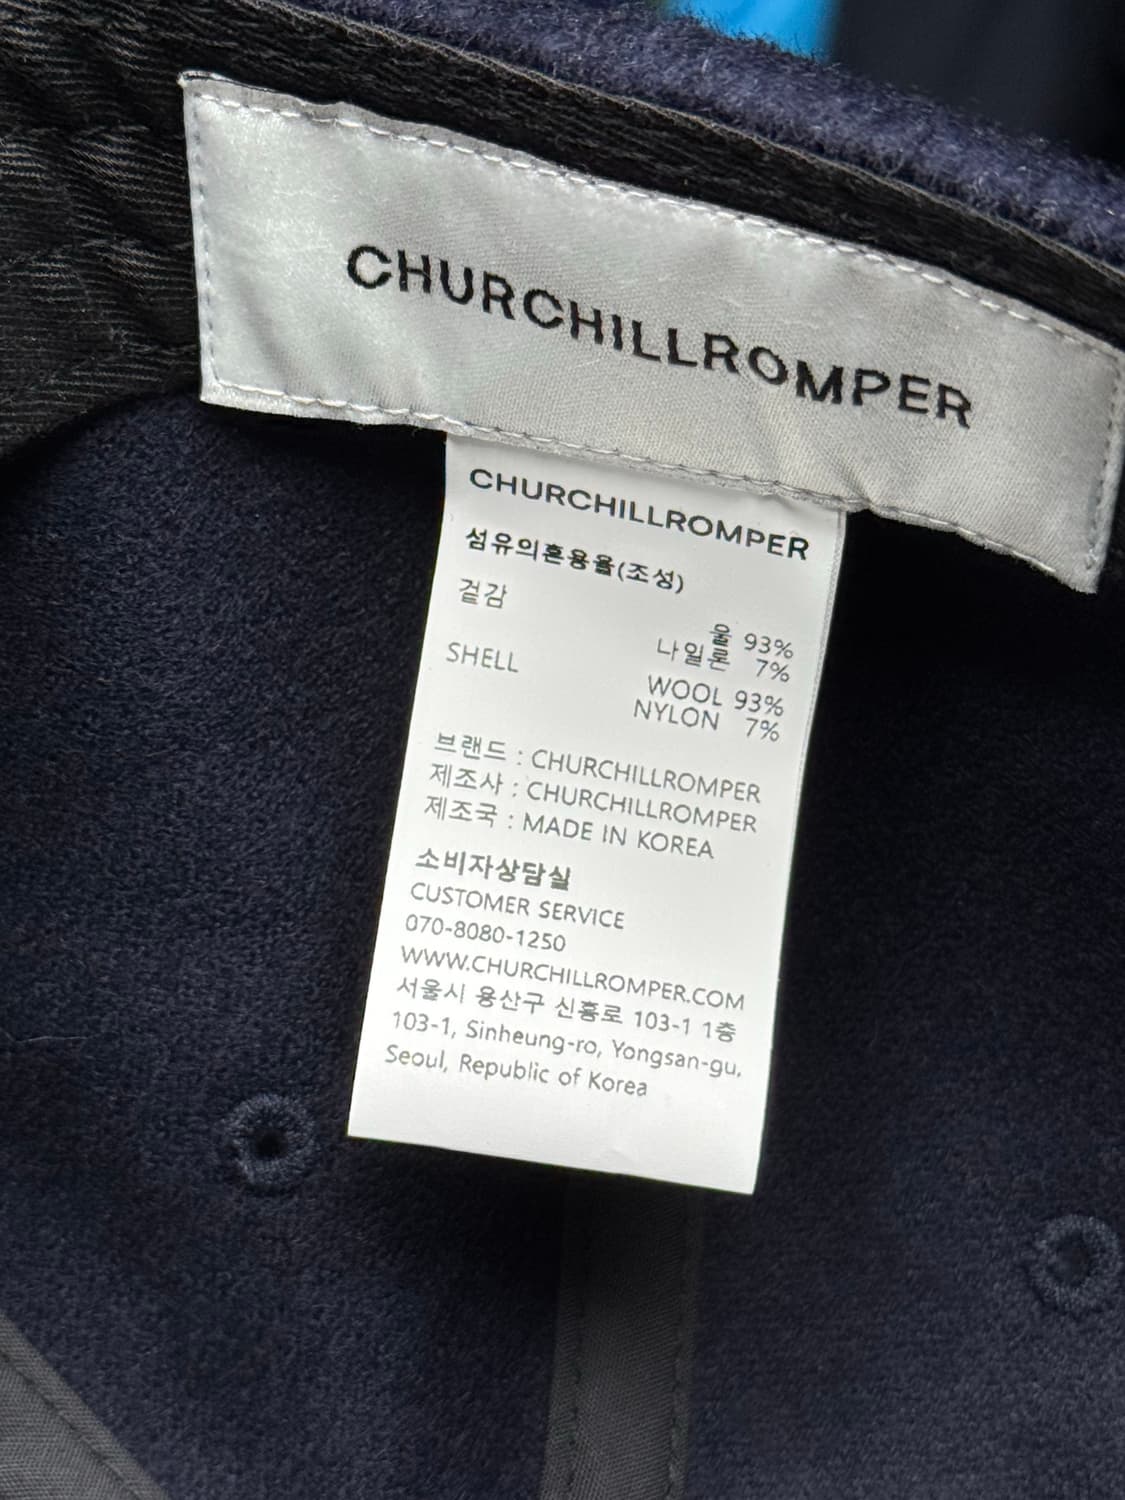 CHURCHILLROMPER
CHURCHILLROMPER
섬유의혼용율(조성)
겉감
울 93%
나일론 7%
SHELL
WOOL 93%
NYLON 7%
브랜드 : CHURCHILLROMPER
제조사 : CHURCHILLROMPER
제조국 : MADE IN KOREA
소비자상담실
CUSTOMER SERVICE
070-8080-1250
WWW.CHURCHILLROMPER.COM
서울시 용산구 신흥로 103-1 1층
103-1, Sinheung-ro, Yongsan-gu,
Seoul, Republic of Korea